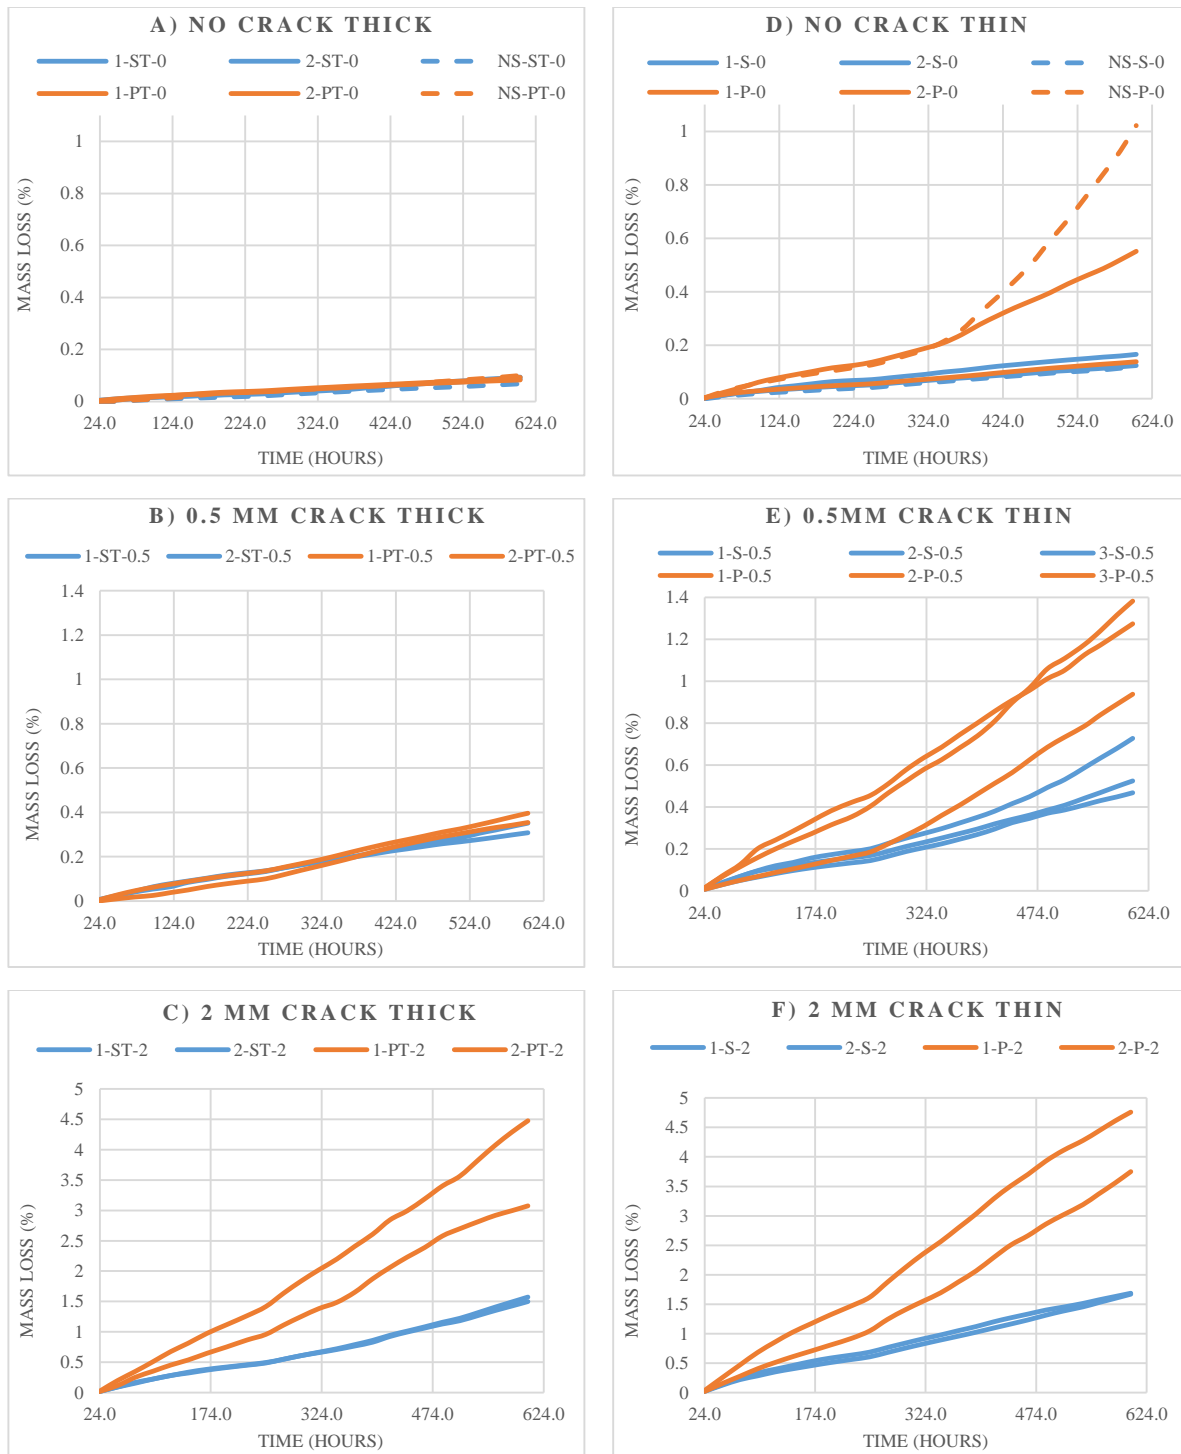 A) NO CRACK THICK
1-ST-0 2-ST-0 NS-ST-0
1-PT-0 2-PT-0 NS-PT-0
1
0.8
0.6
0.4
0.2
0
MASS LOSS (%)
24.0 124.0 224.0 324.0 424.0 524.0 624.0
TIME (HOURS)
D) NO CRACK THIN
1-S-0 2-S-0 NS-S-0
1-P-0 2-P-0 NS-P-0
1
0.8
0.6
0.4
0.2
0
MASS LOSS (%)
24.0 124.0 224.0 324.0 424.0 524.0 624.0
TIME (HOURS)
B) 0.5 MM CRACK THICK
1-ST-0.5 2-ST-0.5 1-PT-0.5 2-PT-0.5
1.4
1.2
1
0.8
0.6
0.4
0.2
0
MASS LOSS (%)
24.0 124.0 224.0 324.0 424.0 524.0 624.0
TIME (HOURS)
E) 0.5MM CRACK THIN
1-S-0.5 2-S-0.5 3-S-0.5
1-P-0.5 2-P-0.5 3-P-0.5
1.4
1.2
1
0.8
0.6
0.4
0.2
0
MASS LOSS (%)
24.0 174.0 324.0 474.0 624.0
TIME (HOURS)
C) 2 MM CRACK THICK
1-ST-2 2-ST-2 1-PT-2 2-PT-2
5
4.5
4
3.5
3
2.5
2
1.5
1
0.5
0
MASS LOSS (%)
24.0 174.0 324.0 474.0 624.0
TIME (HOURS)
F) 2 MM CRACK THIN
1-S-2 2-S-2 1-P-2 2-P-2
5
4.5
4
3.5
3
2.5
2
1.5
1
0.5
0
MASS LOSS (%)
24.0 174.0 324.0 474.0 624.0
TIME (HOURS)